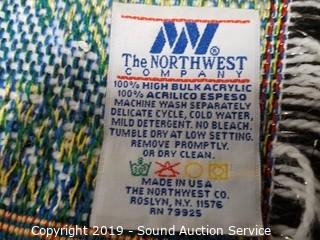 The NORTHWEST ®
COMPANY
100% HIGH BULK ACRYLIC
100% ACRILICO ESPESO
MACHINE WASH SEPARATELY
DELICATE CYCLE, COLD WATER,
MILD DETERGENT. NO BLEACH.
TUMBLE DRY AT LOW SETTING.
REMOVE PROMPTLY.
OR DRY CLEAN.
MADE IN USA
THE NORTHWEST CO.
ROSLYN, N.Y. 11576
RN 79925
Copyright 2019 - Sound Auction Service